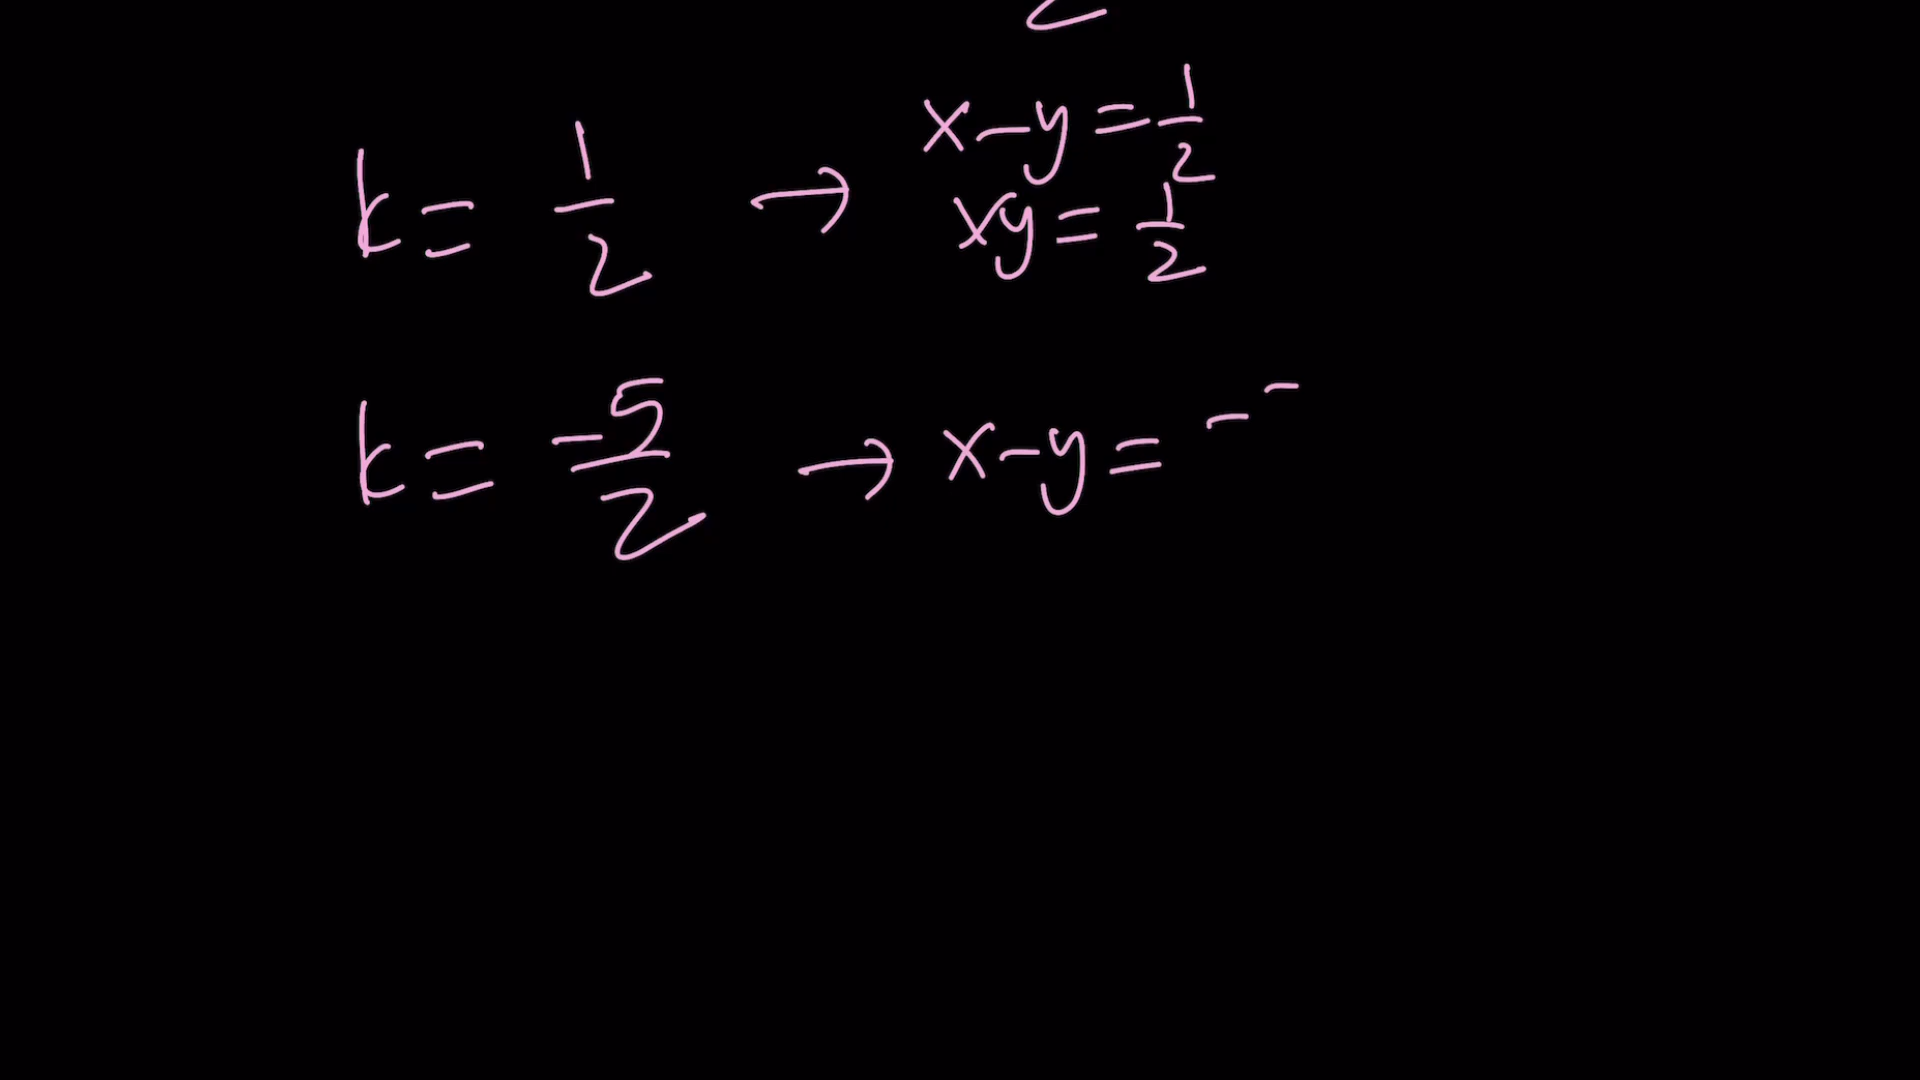 k = 1/2 → x-y = 1/2
xy = 1/2
k = -5/2 → x-y = -